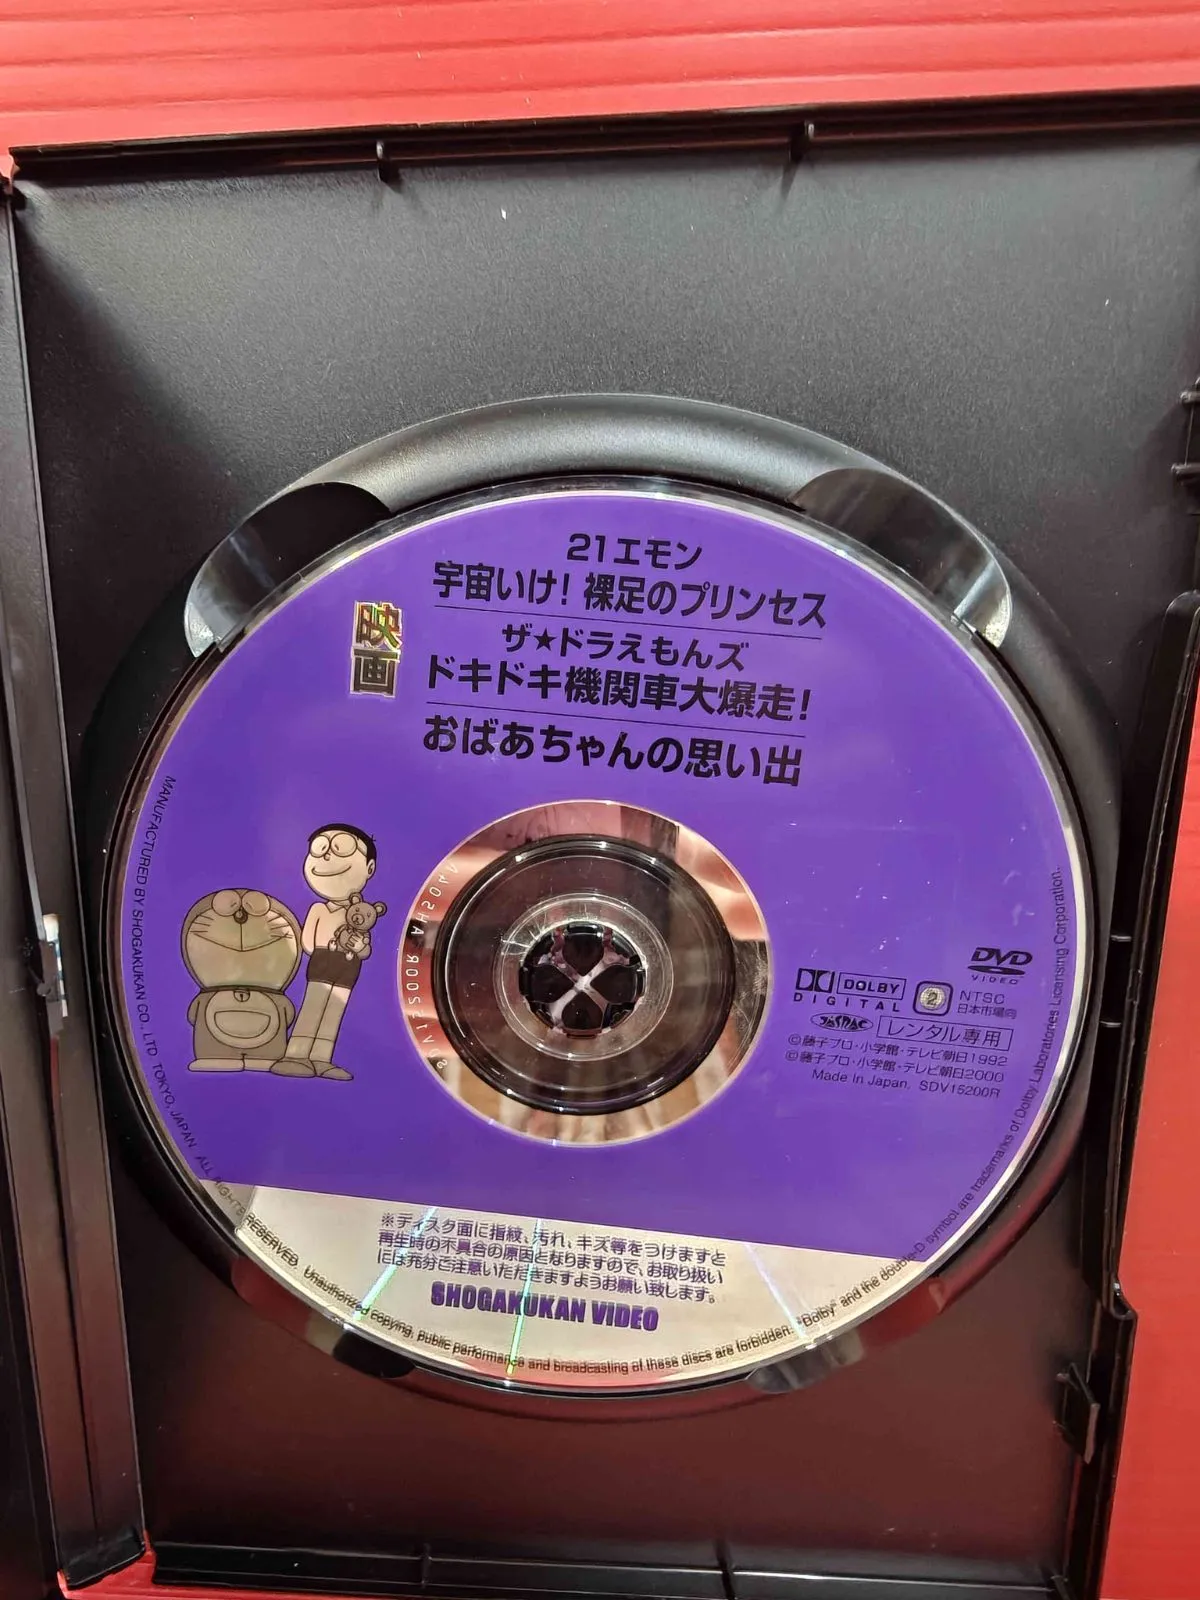 21エモン
宇宙いけ! 裸足のプリンセス
映画
ザ★ドラえもんズ
ドキドキ機関車大爆走!
おばあちゃんの思い出
DOLBY
DIGITAL
2
DVD
VIDEO
NTSC
日本市場向
JASRAC
レンタル専用
©藤子プロ・小学館・テレビ朝日1992
©藤子プロ・小学館・テレビ朝日2000
Made in Japan. SDV15200R
※ディスク面に指紋、汚れ、キズ等をつけますと
再生時の不具合の原因となりますので、お取り扱い
には充分ご注意いただきますようお願い致します。
SHOGAKUKAN VIDEO
MANUFACTURED BY SHOGAKUKAN CO., LTD TOKYO, JAPAN ALL RIGHTS RESERVED. Unauthorized copying, public performance and broadcasting of these discs are forbidden. "Dolby" and the double-D symbol are trademarks of Dolby Laboratories Licensing Corporation.